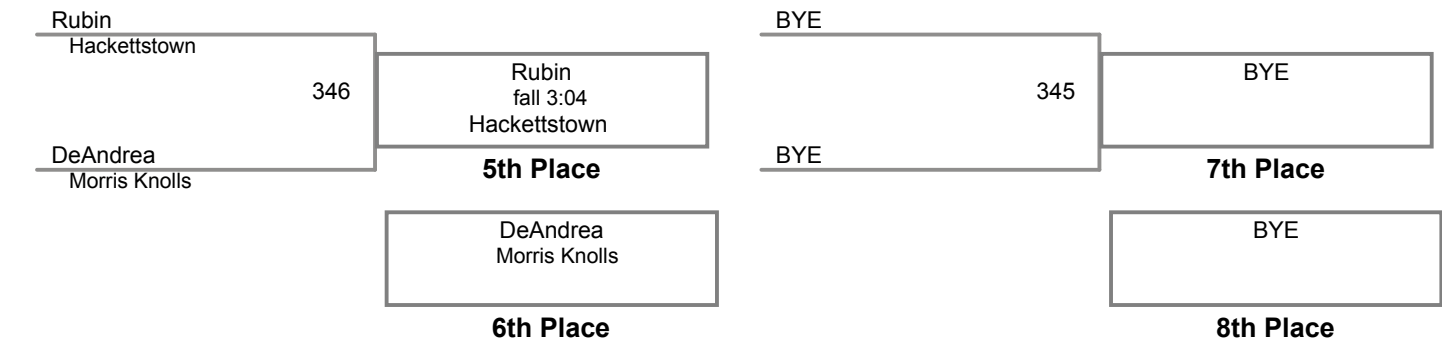 Rubin
Hackettstown
346
Rubin
fall 3:04
Hackettstown
DeAndrea
Morris Knolls
5th Place
DeAndrea
Morris Knolls
6th Place
BYE
345
BYE
BYE
7th Place
BYE
8th Place